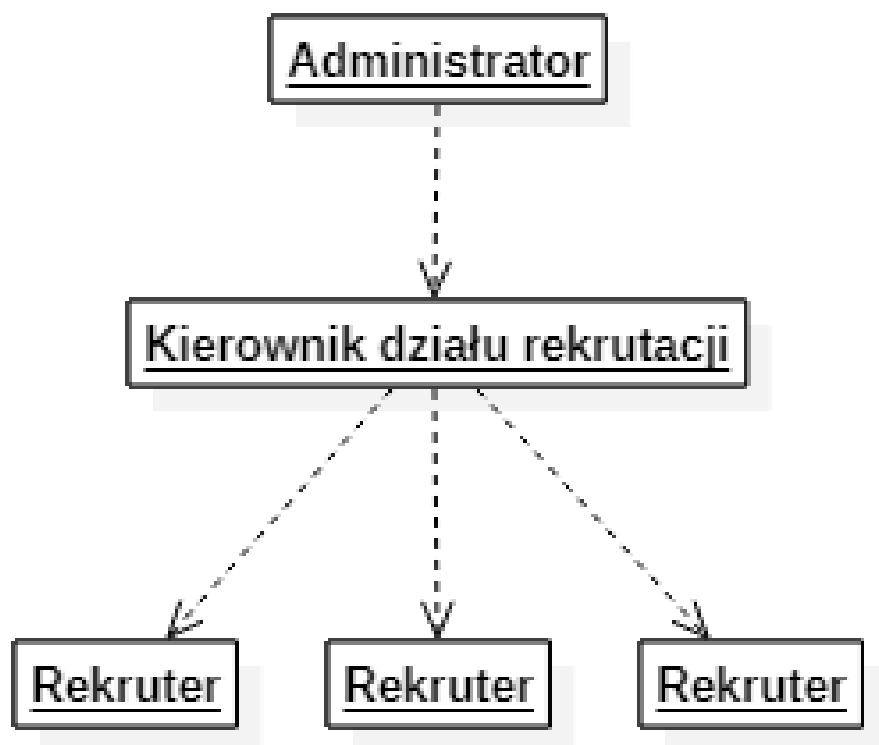 Administrator
Kierownik działu rekrutacji
Rekruter
Rekruter
Rekruter